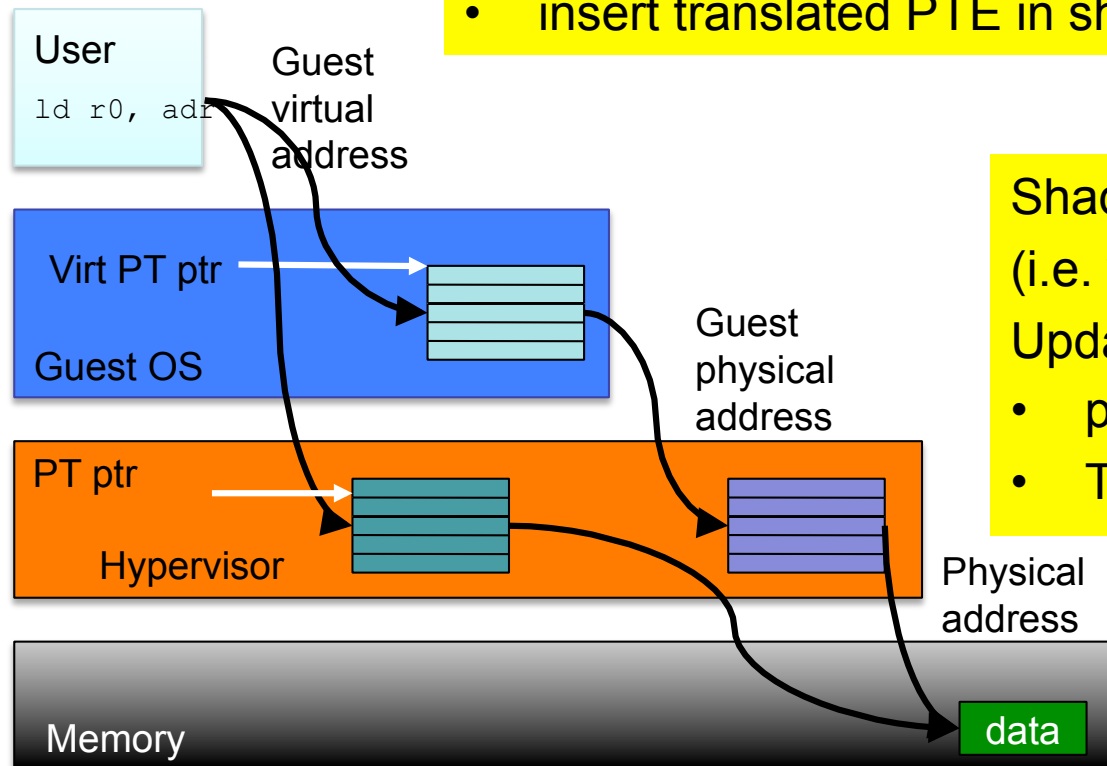 • insert translated PTE in
User
ld r0, adr
Guest
virtual
address
(i.e.
• 
• 
Virt PT ptr
Guest OS
Guest
physical
address
PT ptr
Hypervisor
Physical
address
Memory
data